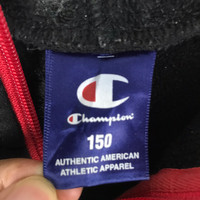 Champion
150
AUTHENTIC AMERICAN
ATHLETIC APPAREL